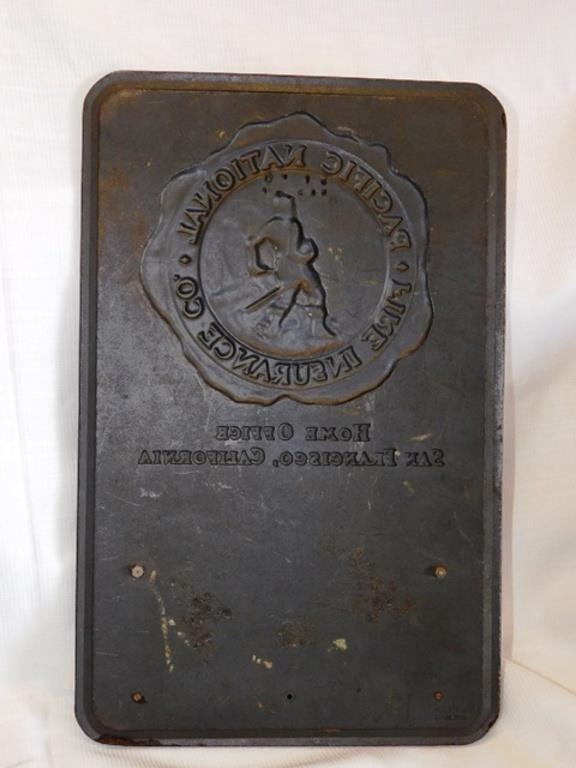 PACIFIC NATIONAL
• FIRE INSURANCE CO. •
HOME OFFICE
SAN FRANCISCO, CALIFORNIA